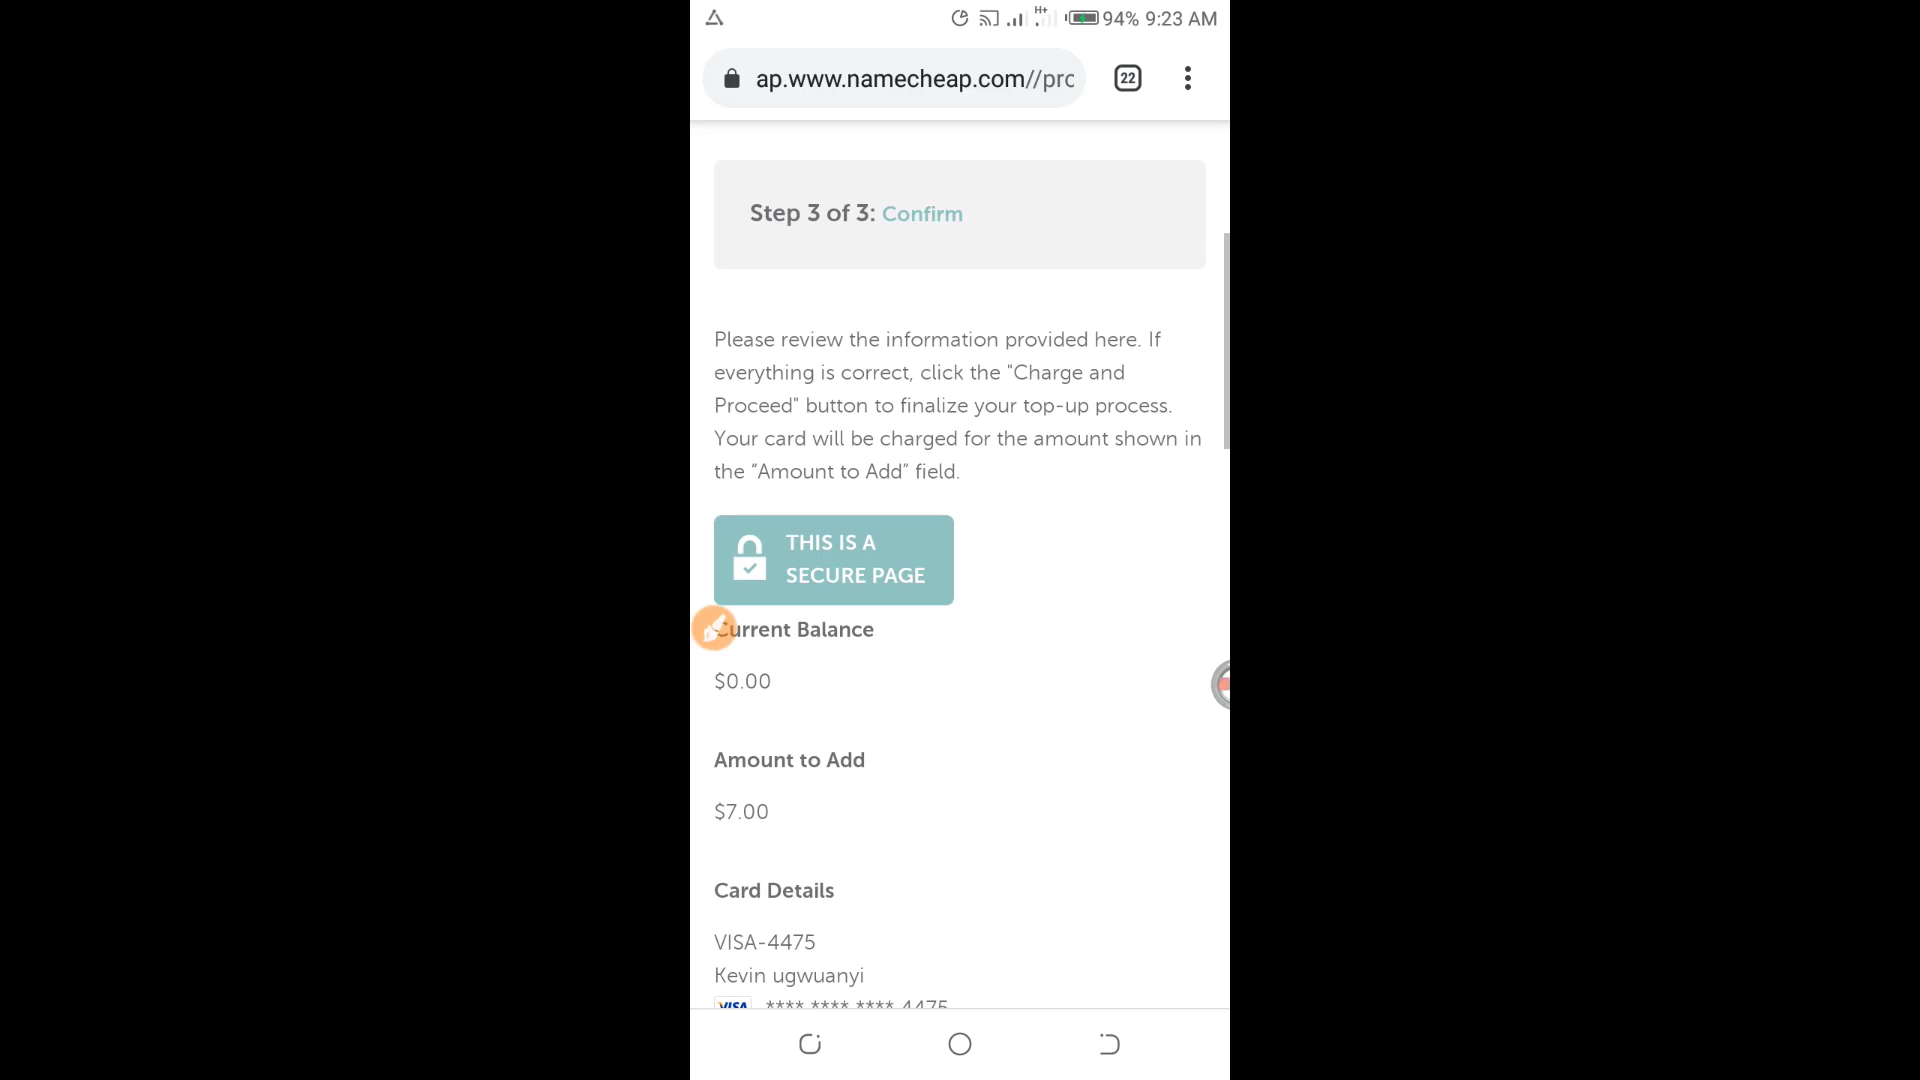 H+
94% 9:23 AM
ap.www.namecheap.com//pro
22
Step 3 of 3: Confirm
Please review the information provided here. If
everything is correct, click the "Charge and
Proceed" button to finalize your top-up process.
Your card will be charged for the amount shown in
the “Amount to Add” field.
THIS IS A
SECURE PAGE
Current Balance
$0.00
Amount to Add
$7.00
Card Details
VISA-4475
Kevin ugwuanyi
VISA **** **** **** 4475